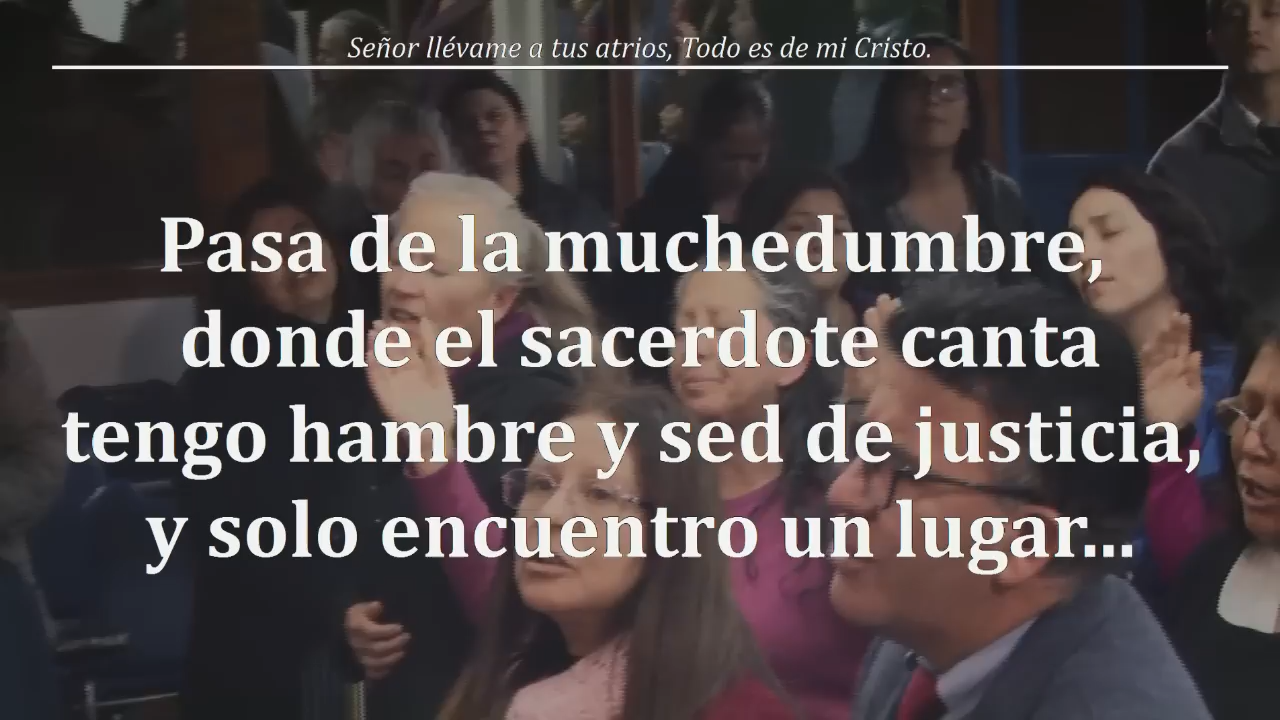 Señor llévame a tus atrios, Todo es de mi Cristo.
Pasa de la muchedumbre,
donde el sacerdote canta
tengo hambre y sed de justicia,
y solo encuentro un lugar...